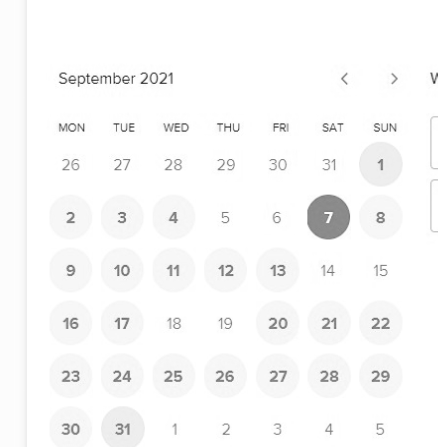 September 2021 < > W
MON TUE WED THU FRI SAT SUN
26 27 28 29 30 31 1
2 3 4 5 6 7 8
9 10 11 12 13 14 15
16 17 18 19 20 21 22
23 24 25 26 27 28 29
30 31 1 2 3 4 5